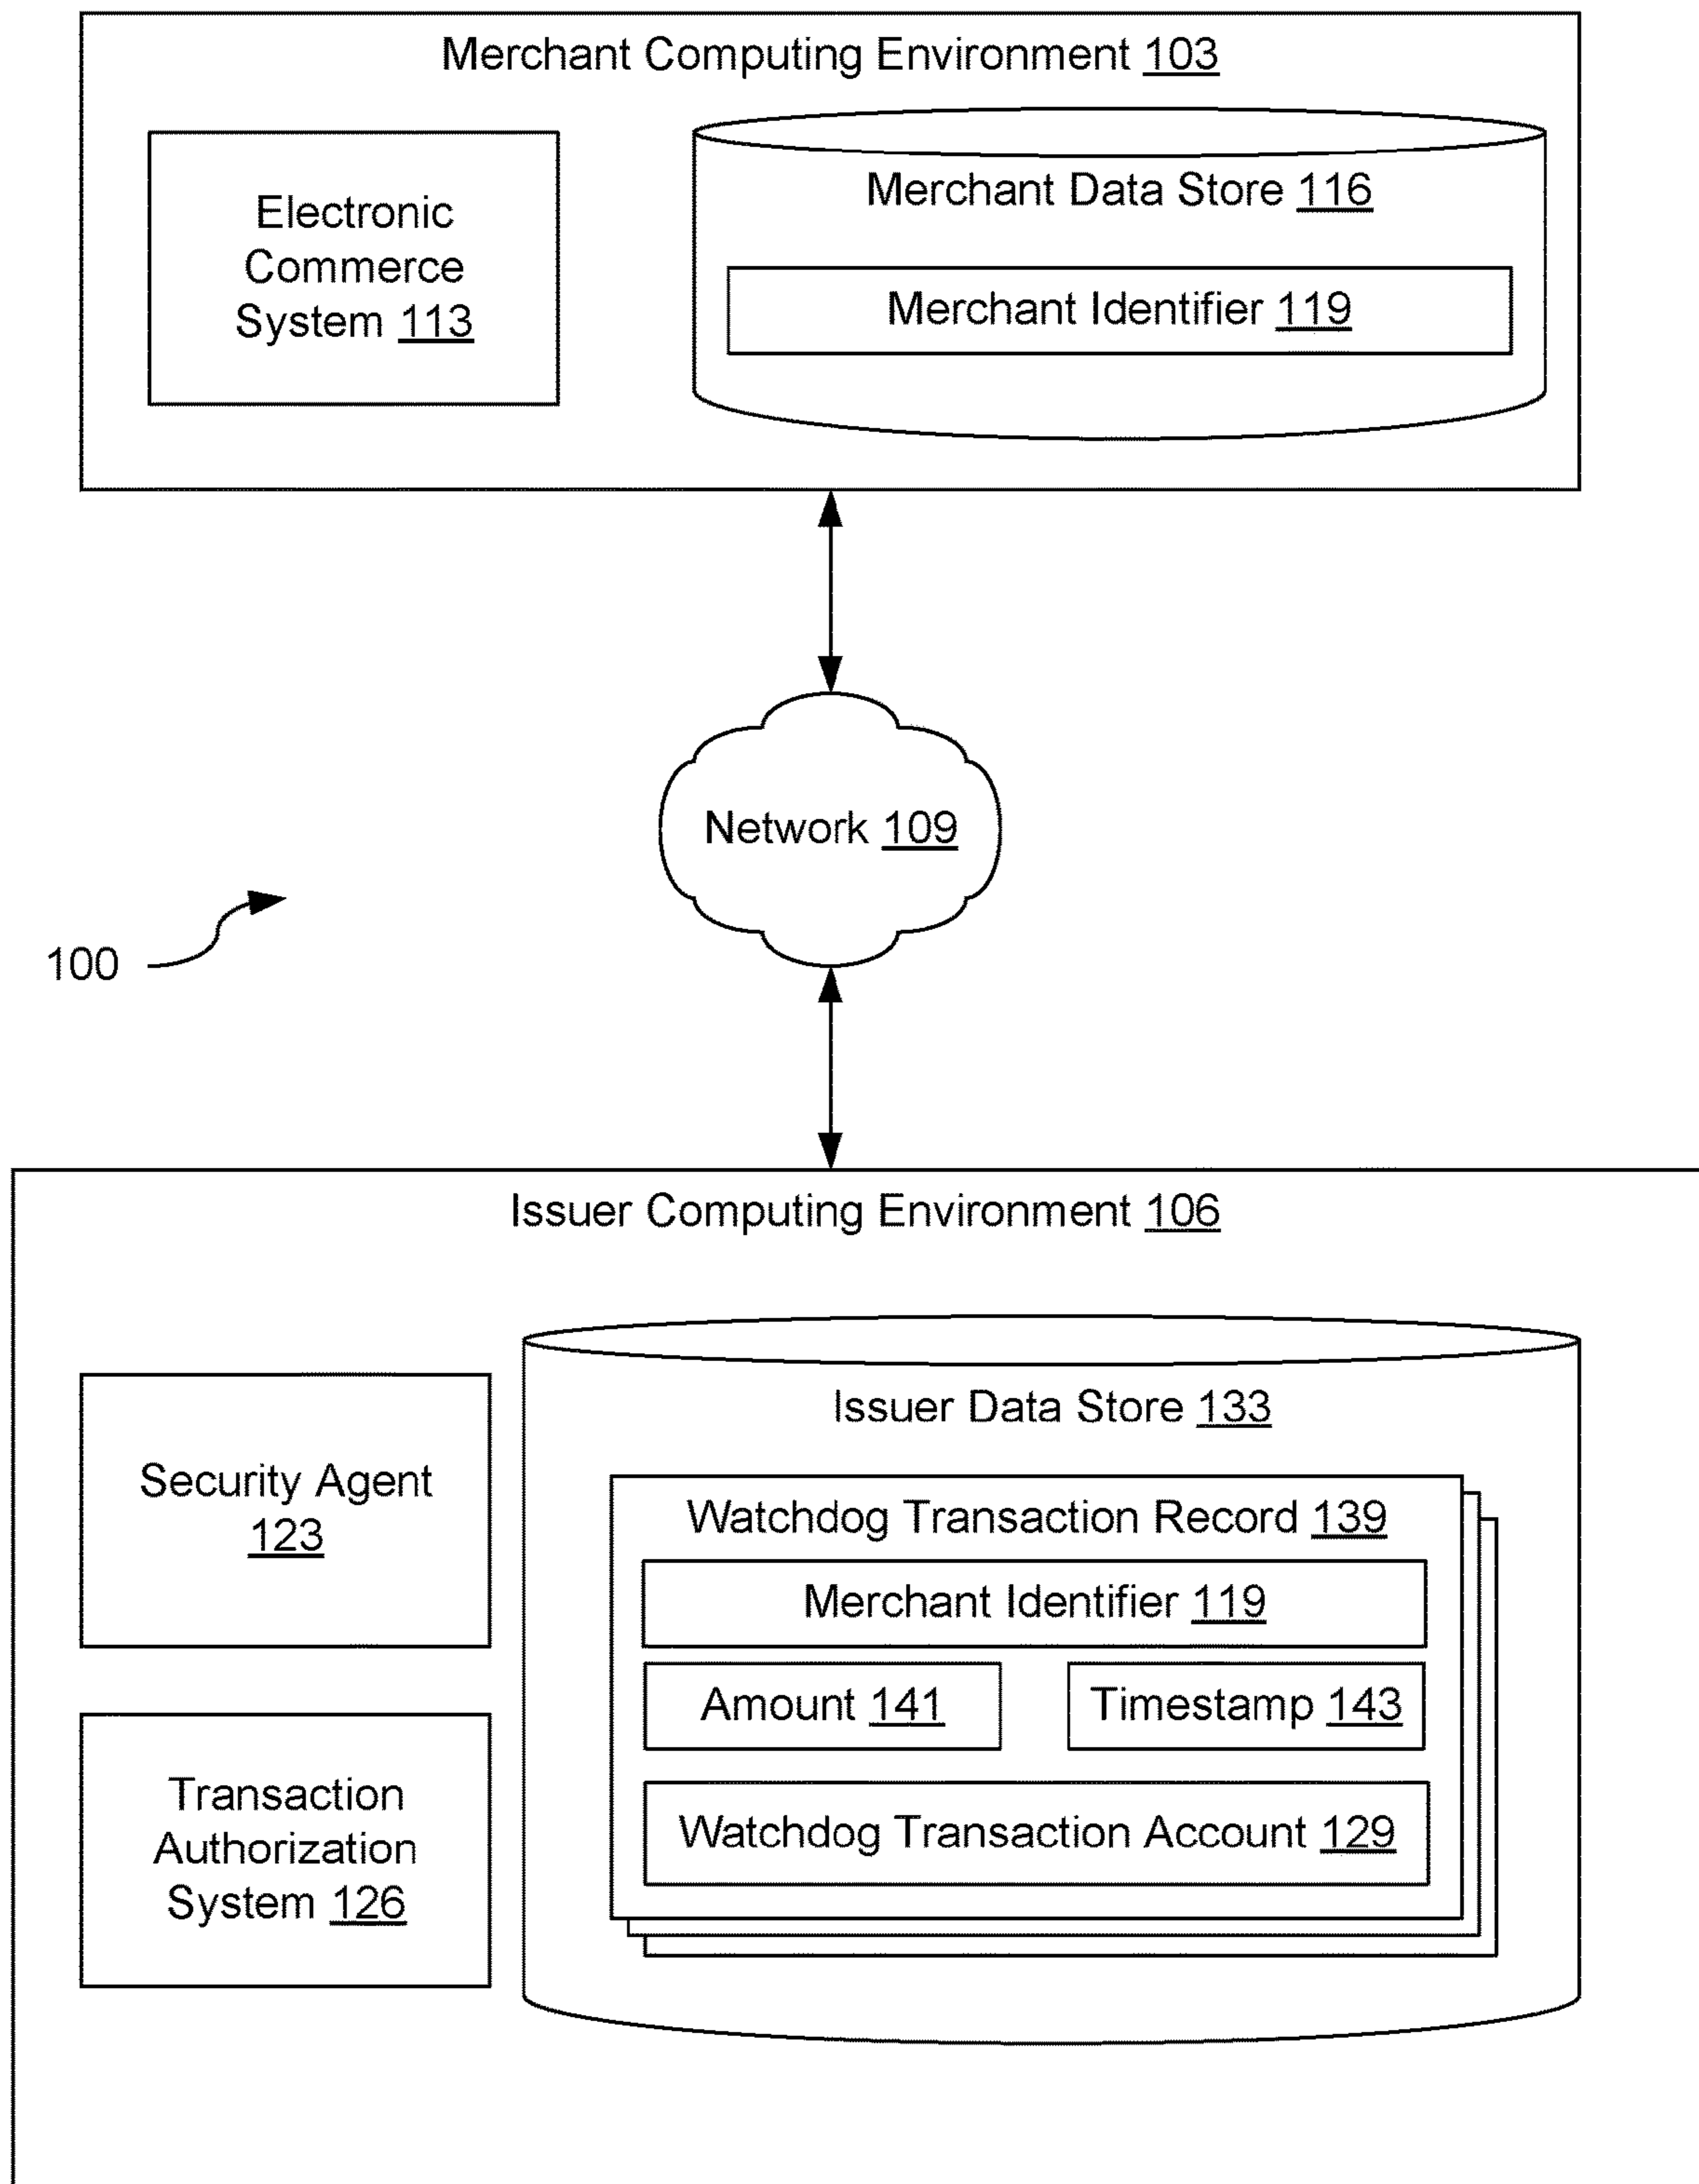 Merchant Computing Environment 103
Electronic
Commerce
System 113
Merchant Data Store 116
Merchant Identifier 119
Network 109
100
Issuer Computing Environment 106
Security Agent
123
Transaction
Authorization
System 126
Issuer Data Store 133
Watchdog Transaction Record 139
Merchant Identifier 119
Amount 141
Timestamp 143
Watchdog Transaction Account 129